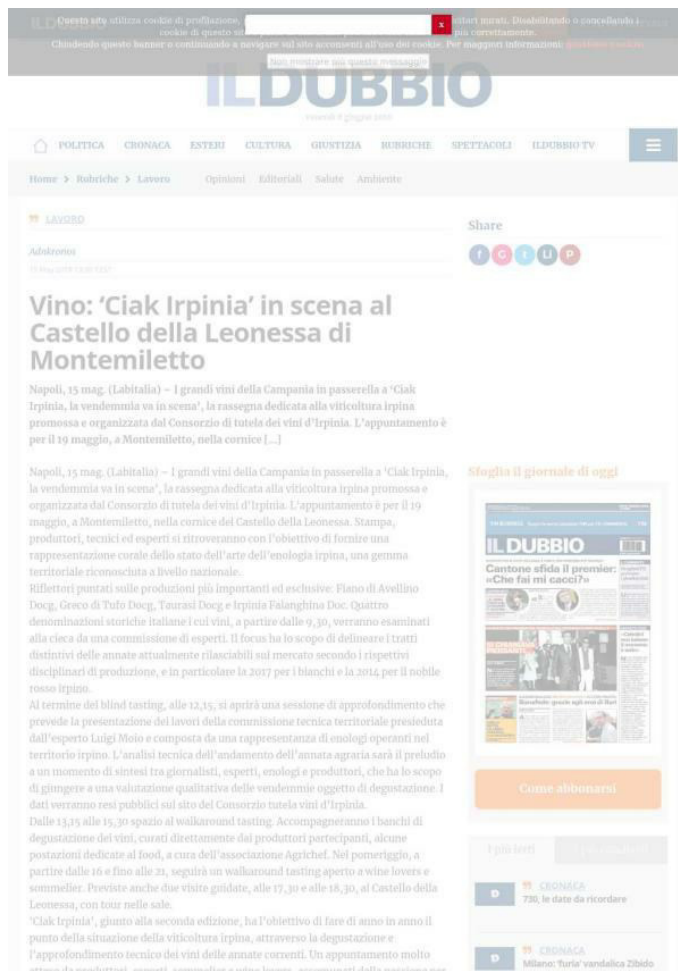 Questo sito utilizza cookie di profilazione,
citari mirati. Disabilitando o cancellando i
cookie di questo
più correttamente.
Chiudendo questo banner o continuando a navigare sul sito acconsenti all'uso dei cookie. Per maggiori informazioni:
x
Non mostrare più questo messaggio
ILDUBBIO
POLITICA CRONACA ESTERI CULTURA GIUSTIZIA RUBRICHE SPETTACOLI ILDUBBIO TV
Home > Rubriche > Lavoro Opinioni Editoriali Salute Ambiente
LAVORO
Adnkronos
Vino: ‘Ciak Irpinia’ in scena al
Castello della Leonessa di
Montemiletto
Napoli, 15 mag. (Labitalia) – I grandi vini della Campania in passerella a ‘Ciak
Irpinia, la vendemmia va in scena’, la rassegna dedicata alla viticoltura irpina
promossa e organizzata dal Consorzio di tutela dei vini d’Irpinia. L’appuntamento è
per il 19 maggio, a Montemiletto, nella cornice [...]
Napoli, 15 mag. (Labitalia) – I grandi vini della Campania in passerella a ‘Ciak Irpinia,
la vendemmia va in scena’, la rassegna dedicata alla viticoltura irpina promossa e
organizzata dal Consorzio di tutela dei vini d’Irpinia. L’appuntamento è per il 19
maggio, a Montemiletto, nella cornice del Castello della Leonessa. Stampa,
produttori, tecnici ed esperti si ritroveranno con l’obiettivo di fornire una
rappresentazione corale dello stato dell’arte dell’enologia irpina, una gemma
territoriale riconosciuta a livello nazionale.
Riflettori puntati sulle produzioni più importanti ed esclusive: Fiano di Avellino
Docg, Greco di Tufo Docg, Taurasi Docg e Irpinia Falanghina Doc. Quattro
denominazioni storiche italiane i cui vini, a partire dalle 9,30, verranno esaminati
alla cieca da una commissione di esperti. Il focus ha lo scopo di delineare i tratti
distintivi delle annate attualmente rilasciabili sul mercato secondo i rispettivi
disciplinari di produzione, e in particolare la 2017 per i bianchi e la 2014 per il nobile
rosso irpino.
Al termine del blind tasting, alle 12,15, si aprirà una sessione di approfondimento che
prevede la presentazione dei lavori della commissione tecnica territoriale presieduta
dall’esperto Luigi Moio e composta da una rappresentanza di enologi operanti nel
territorio irpino. L’analisi tecnica dell’andamento dell’annata agraria sarà il preludio
a un momento di sintesi tra giornalisti, esperti, enologi e produttori, che ha lo scopo
di giungere a una valutazione qualitativa delle vendemmie oggetto di degustazione. I
dati verranno resi pubblici sul sito del Consorzio tutela vini d’Irpinia.
Dalle 13,15 alle 15,30 spazio al walkaround tasting. Accompagneranno i banchi di
degustazione dei vini, curati direttamente dai produttori partecipanti, alcune
postazioni dedicate al food, a cura dell’associazione Agrichef. Nel pomeriggio, a
partire dalle 16 e fino alle 21, seguirà un walkaround tasting aperto a wine lovers e
sommelier. Previste anche due visite guidate, alle 17,30 e alle 18,30, al Castello della
Leonessa, con tour nelle sale.
‘Ciak Irpinia’, giunto alla seconda edizione, ha l’obiettivo di fare di anno in anno il
punto della situazione della viticoltura irpina, attraverso la degustazione e
l’approfondimento tecnico dei vini delle annate correnti. Un appuntamento molto
Share
Sfoglia il giornale di oggi
IL DUBBIO
Cantone sfida il premier:
«Che fai mi cacci?»
Come abbonarsi
I più letti
CRONACA
730, le date da ricordare
CRONACA
Milano: ‘furia’ vandalica Zibido